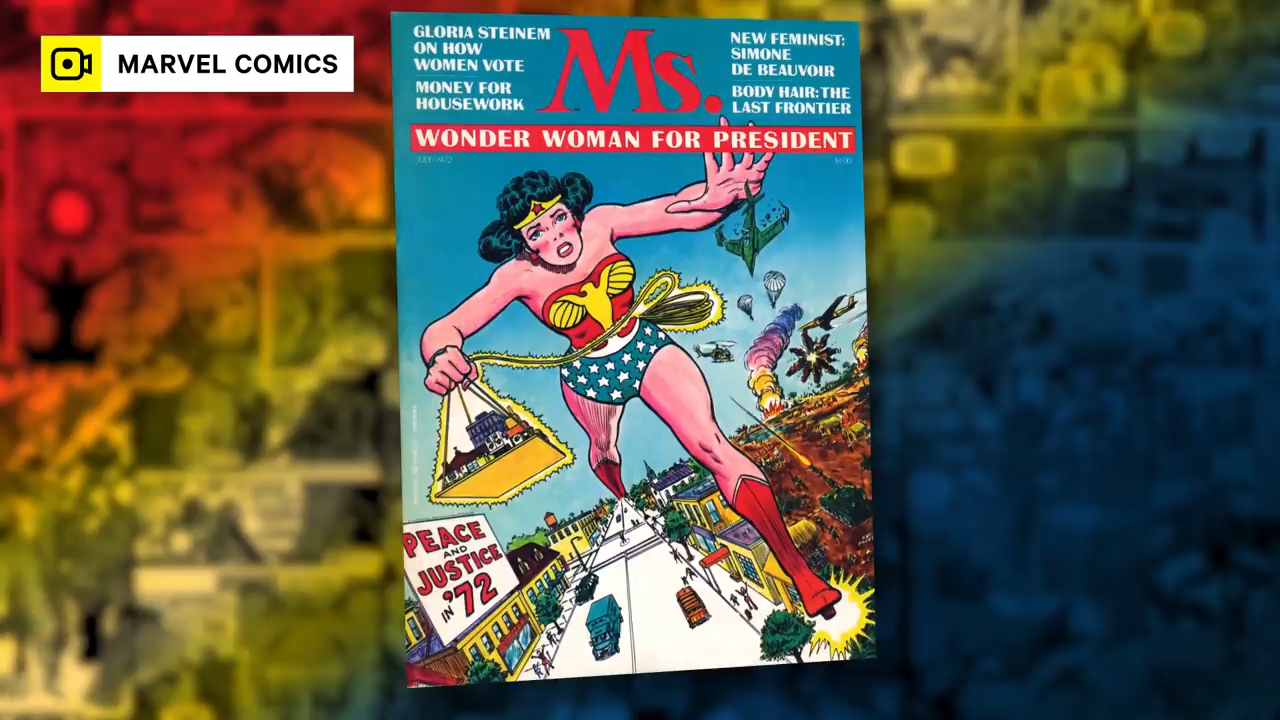 MARVEL COMICS
GLORIA STEINEM
ON HOW
WOMEN VOTE
MONEY FOR
HOUSEWORK
Ms.
NEW FEMINIST:
SIMONE
DE BEAUVOIR
BODY HAIR: THE
LAST FRONTIER
WONDER WOMAN FOR PRESIDENT
JULY/1972
$1.00
PEACE
AND
JUSTICE
IN '72